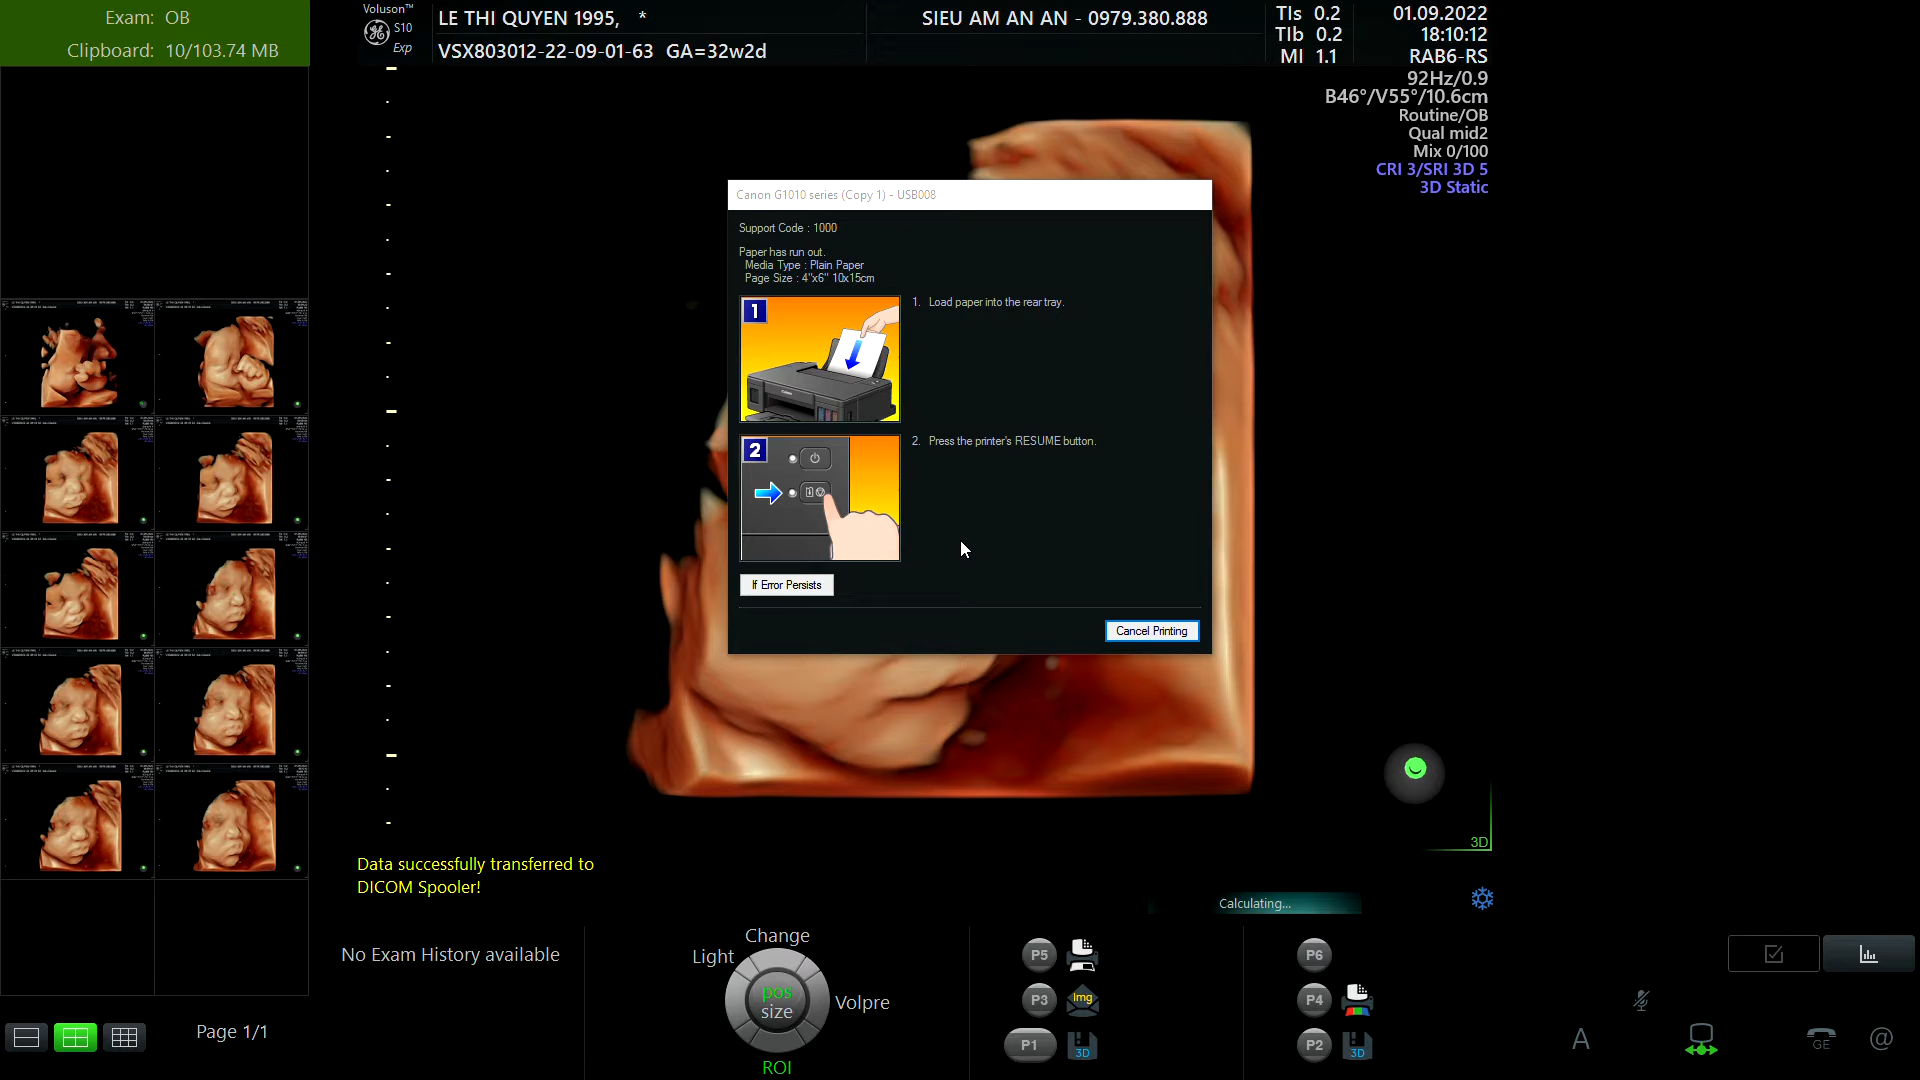 Exam: OB
Clipboard: 10/103.74 MB
Voluson™
S10
Exp
LE THI QUYEN 1995, *
VSX803012-22-09-01-63 GA=32w2d
SIEU AM AN AN - 0979.380.888
TIs 0.2
TIb 0.2
MI 1.1
01.09.2022
18:10:12
RAB6-RS
92Hz/0.9
B46°/V55°/10.6cm
Routine/OB
Qual mid2
Mix 0/100
CRI 3/SRI 3D 5
3D Static
Canon G1010 series (Copy 1) - USB008
Support Code : 1000
Paper has run out.
Media Type : Plain Paper
Page Size : 4"x6" 10x15cm
1
1. Load paper into the rear tray.
2
2. Press the printer's RESUME button.
If Error Persists
Cancel Printing
3D
Data successfully transferred to
DICOM Spooler!
Calculating...
No Exam History available
Change
Light
pos
size
Volpre
ROI
P5
P3
Img
P1
3D
P6
P4
P2
3D
Page 1/1
A
GE
@